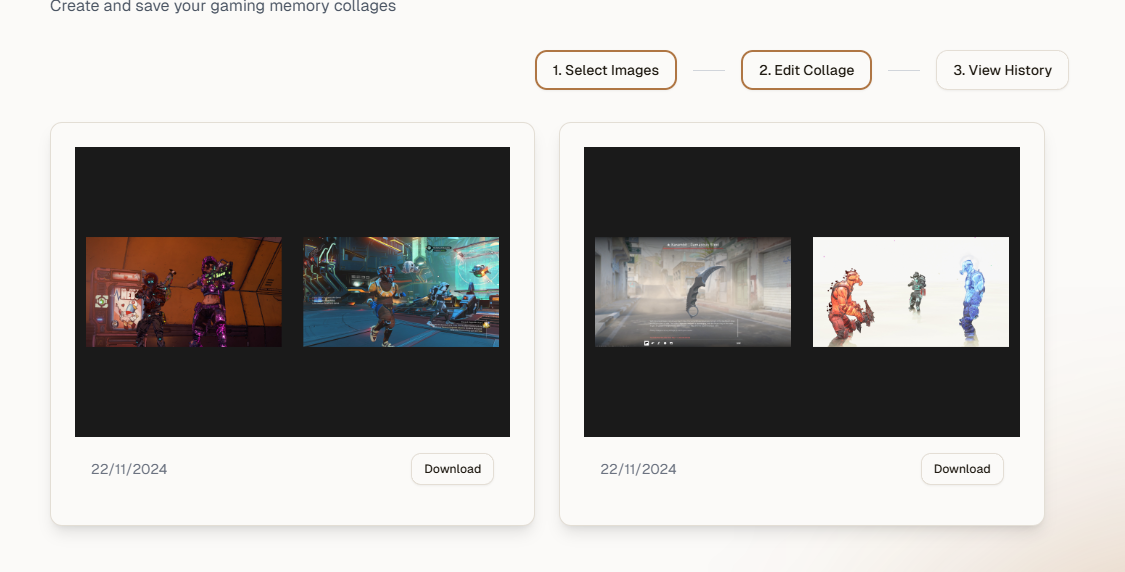 Create and save your gaming memory collages
1. Select Images
2. Edit Collage
3. View History
22/11/2024
Download
22/11/2024
Download